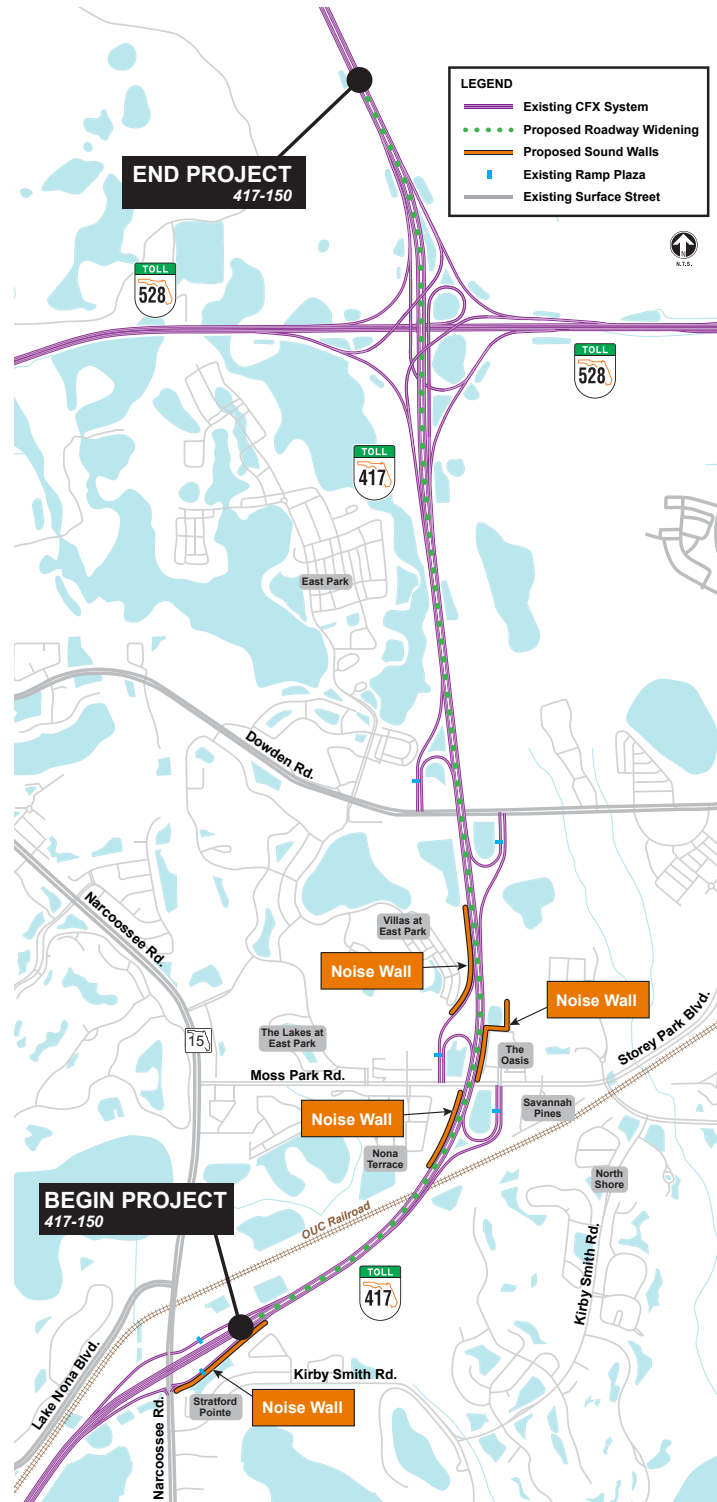 LEGEND
Existing CFX System
Proposed Roadway Widening
Proposed Sound Walls
Existing Ramp Plaza
Existing Surface Street
END PROJECT
417-150
N
N.T.S.
TOLL
528
TOLL
528
TOLL
417
East Park
Dowden Rd.
Narcoossee Rd.
Villas at
East Park
Noise Wall
Noise Wall
15
The Lakes at
East Park
The
Oasis
Storey Park Blvd.
Moss Park Rd.
Savannah
Pines
Noise Wall
Nona
Terrace
North
Shore
BEGIN PROJECT
417-150
OUC Railroad
Kirby Smith Rd.
TOLL
417
Lake Nona Blvd.
Kirby Smith Rd.
Stratford
Pointe
Noise Wall
Narcoossee Rd.